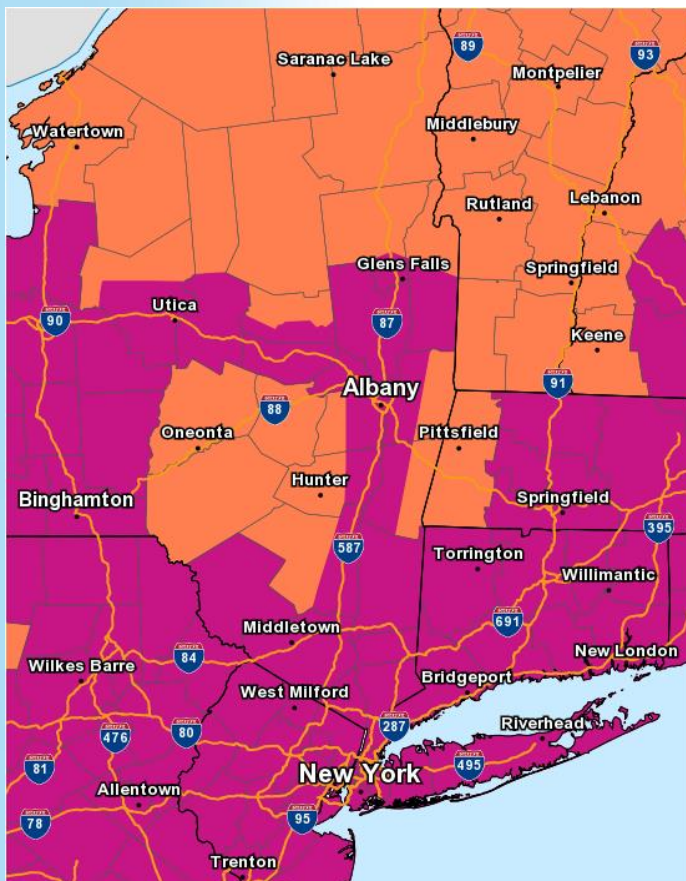 89
93
Saranac Lake
Montpelier
Watertown
Middlebury
Rutland
Lebanon
Glens Falls
Springfield
Utica
90
87
Keene
91
Albany
88
Oneonta
Pittsfield
Hunter
Binghamton
Springfield
395
587
Torrington
Willimantic
691
Middletown
New London
84
Wilkes Barre
Bridgeport
West Milford
287
Riverhead
476
80
New York
495
81
Allentown
95
78
Trenton